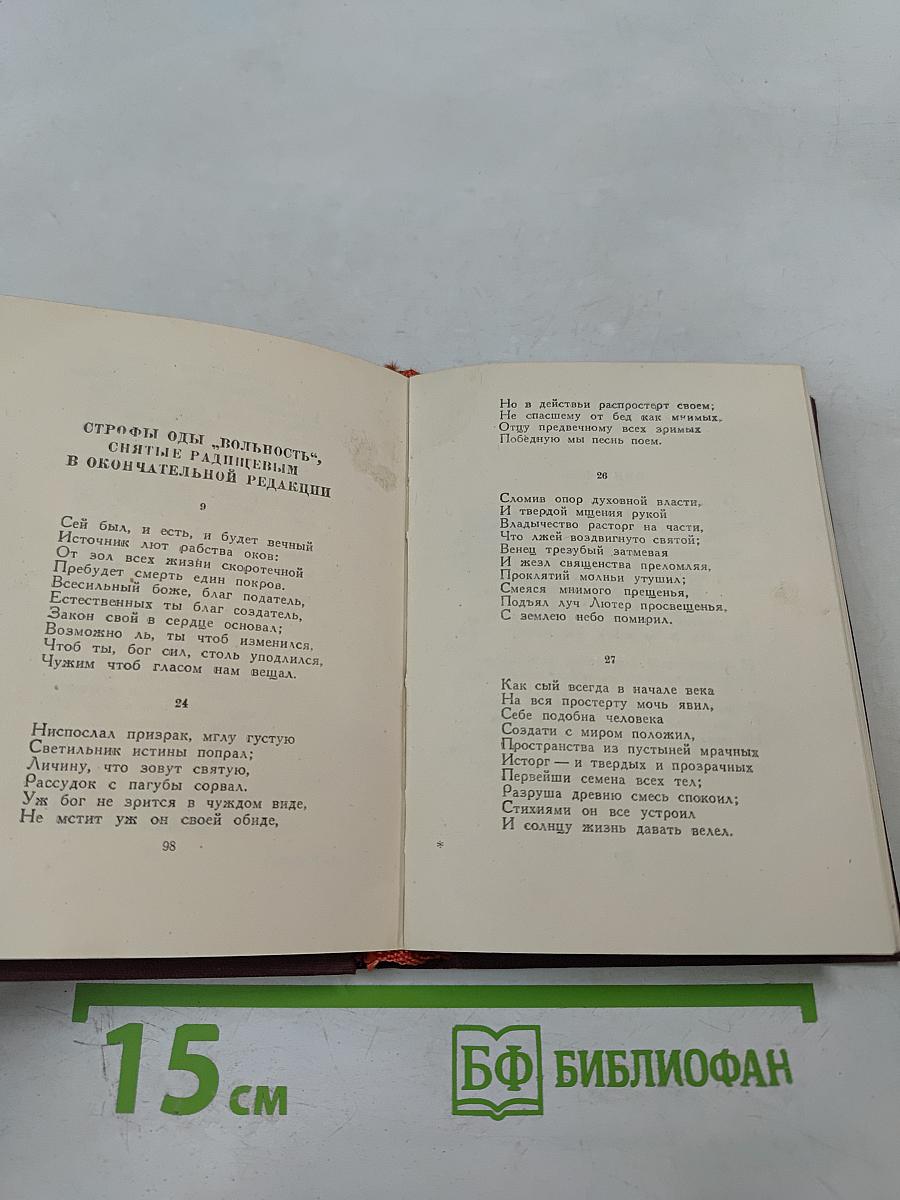 СТРОФЫ ОДЫ „ВОЛЬНОСТЬ“,
СНЯТЫЕ РАДИЩЕВЫМ
В ОКОНЧАТЕЛЬНОЙ РЕДАКЦИИ
9
Сей был, и есть, и будет вечный
Источник лют рабства оков:
От зол всех жизни скоротечной
Пребудет смерть един покров.
Всесильный боже, благ податель,
Естественных ты благ создатель,
Закон свой в сердце основал;
Возможно ль, ты чтоб изменился,
Чтоб ты, бог сил, столь уподлился,
Чужим чтоб гласом нам вещал.
24
Ниспослал призрак, мглу густую
Светильник истины попрал;
Личину, что зовут святую,
Рассудок с пагубы сорвал.
Уж бог не зрится в чуждом виде,
Не мстит уж он своей обиде,
98
Но в действьи распростерт своем;
Не спасшему от бед как мнимых,
Отцу предвечному всех зримых
Победную мы песнь поем.
26
Сломив опор духовной власти,
И твердой мщения рукой
Владычество расторг на части,
Что лжей воздвигнуто святой;
Венец трезубый затмевая
И жезл священства преломляя,
Проклятий молньи утушил;
Смеяся мнимого прещенья,
Подъял луч Лютер просвещенья,
С землею небо помирил.
27
Как сый всегда в начале века
На вся простерту мочь явил,
Себе подобна человека
Создати с миром положил,
Пространства из пустыней мрачных
Исторг — и твердых и прозрачных
Первейши семена всех тел;
Разруша древню смесь спокоил;
Стихиями он все устроил
И солнцу жизнь давать велел.
*
15 см
БФ БИБЛИОФАН